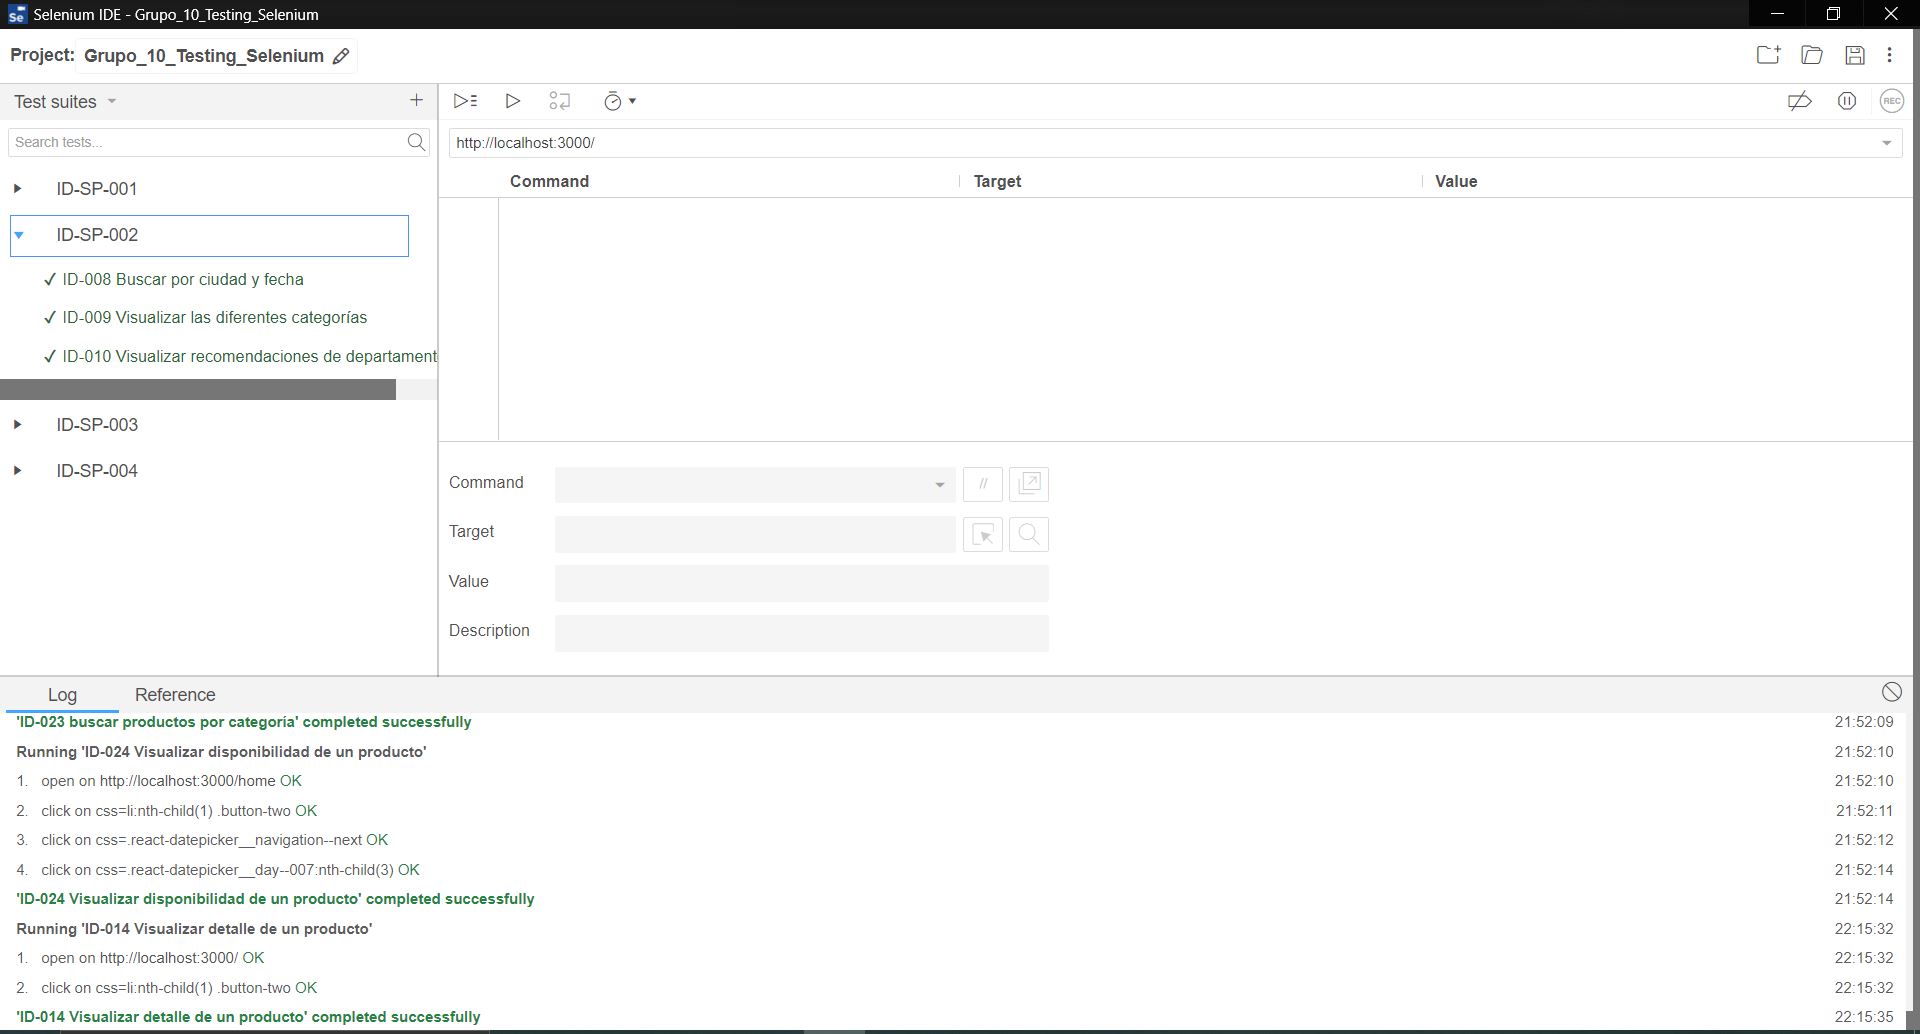 Selenium IDE - Grupo_10_Testing_Selenium
Project: Grupo_10_Testing_Selenium
Test suites
Search tests...
ID-SP-001
ID-SP-002
✓ ID-008 Buscar por ciudad y fecha
✓ ID-009 Visualizar las diferentes categorías
✓ ID-010 Visualizar recomendaciones de departament
ID-SP-003
ID-SP-004
REC
http://localhost:3000/
Command Target Value
Command
//
Target
Value
Description
Log Reference
'ID-023 buscar productos por categoría' completed successfully 21:52:09
Running 'ID-024 Visualizar disponibilidad de un producto' 21:52:10
1. open on http://localhost:3000/home OK 21:52:10
2. click on css=li:nth-child(1) .button-two OK 21:52:11
3. click on css=.react-datepicker__navigation--next OK 21:52:12
4. click on css=.react-datepicker__day--007:nth-child(3) OK 21:52:14
'ID-024 Visualizar disponibilidad de un producto' completed successfully 21:52:14
Running 'ID-014 Visualizar detalle de un producto' 22:15:32
1. open on http://localhost:3000/ OK 22:15:32
2. click on css=li:nth-child(1) .button-two OK 22:15:32
'ID-014 Visualizar detalle de un producto' completed successfully 22:15:35